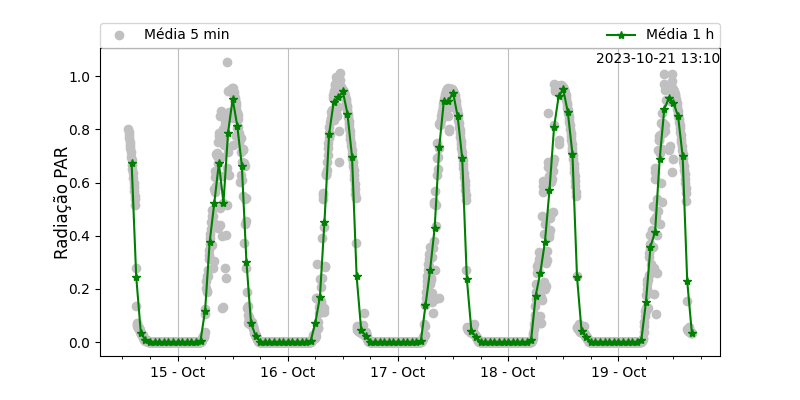 Média 5 min
Média 1 h
2023-10-21 13:10
Radiação PAR
1.0
0.8
0.6
0.4
0.2
0.0
15 - Oct
16 - Oct
17 - Oct
18 - Oct
19 - Oct